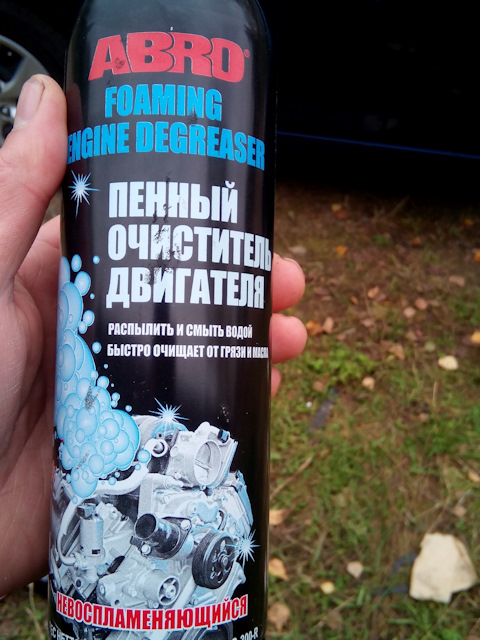 ABRO
FOAMING
ENGINE DEGREASER
ПЕННЫЙ
ОЧИСТИТЕЛЬ
ДВИГАТЕЛЯ
РАСПЫЛИТЬ И СМЫТЬ ВОДОЙ
БЫСТРО ОЧИЩАЕТ ОТ ГРЯЗИ И МАСЛА
НЕВОСПЛАМЕНЯЮЩИЙСЯ